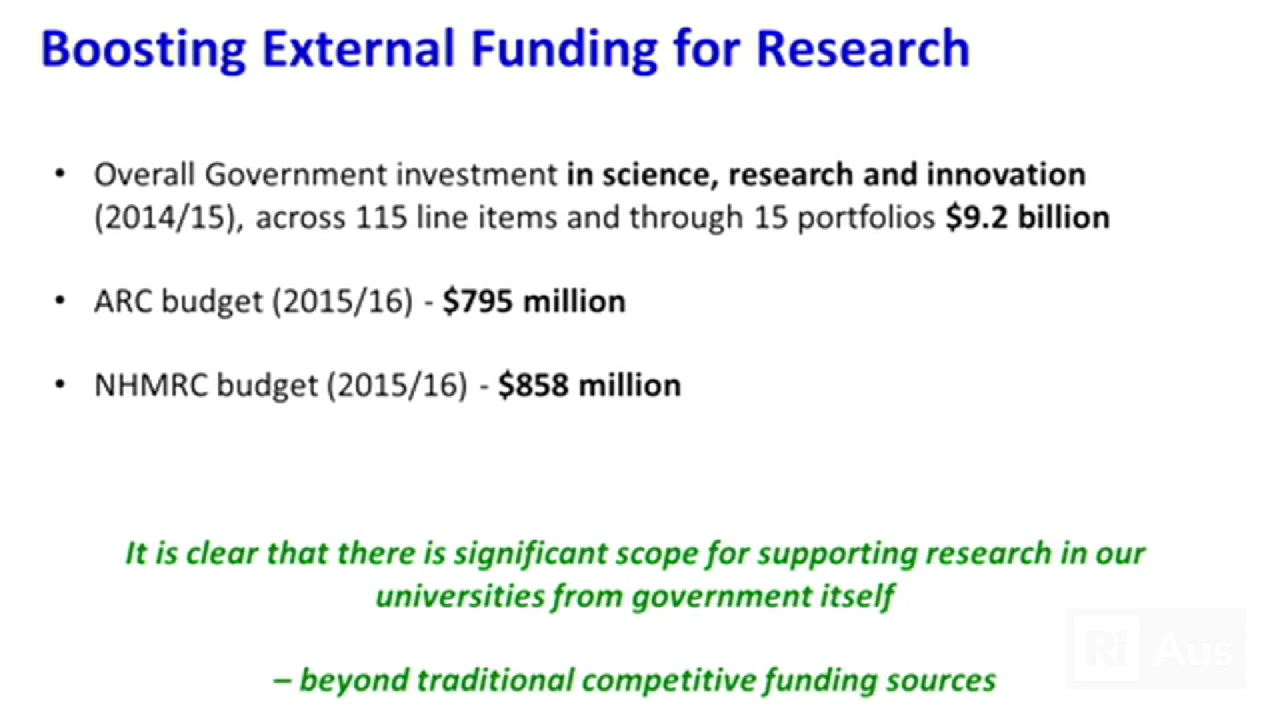 Boosting External Funding for Research
• Overall Government investment in science, research and innovation
(2014/15), across 115 line items and through 15 portfolios $9.2 billion
• ARC budget (2015/16) - $795 million
• NHMRC budget (2015/16) - $858 million
It is clear that there is significant scope for supporting research in our
universities from government itself
– beyond traditional competitive funding sources
Ri Aus